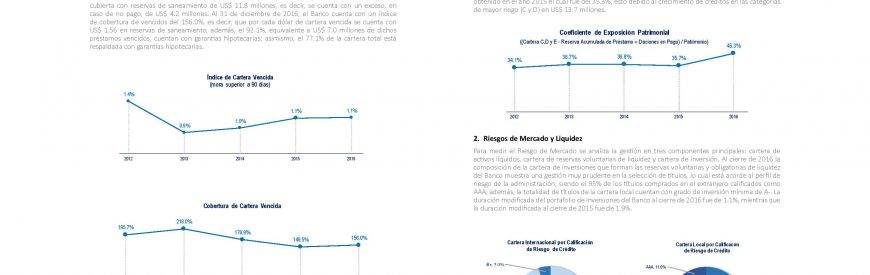 cubierta con reservas de saneamiento de US$ 11.8 millones, es decir, se cuenta con un exceso, en
caso de no pago, de US$ 4.2 millones. Al 31 de diciembre de 2016, el Banco cuenta con un índice
de cobertura de vencidos del 156.0%, es decir, que por cada dólar de cartera vencida se cuenta con
US$ 1.56 en reservas de saneamiento, además, el 92.1%, equivalente a US$ 7.0 millones de dichos
préstamos vencidos, cuentan con garantías hipotecarias; asimismo, el 77.1% de la cartera total está
respaldada con garantías hipotecarias.
Índice de Cartera Vencida
(mora superior a 90 días)
1.4%
0.9%
1.0%
1.1%
1.1%
2012 2013 2014 2015 2016
Cobertura de Cartera Vencida
218.0%
156.0%
obtenido en el año 2015 el cual fue del 35.3%, esto debido al crecimiento de créditos en las categorías
de mayor riesgo (C y D) en US$ 13.7 millones.
Coeficiente de Exposición Patrimonial
((Cartera C,D y E - Reserva Acumulada de Préstamo + Daciones en Pago) / Patrimonio)
34.1%
35.7%
45.3%
2012 2013 2014 2015 2016
2. Riesgos de Mercado y Liquidez
Para medir el Riesgo de Mercado se analiza la gestión en tres componentes principales: cartera de
activos líquidos, cartera de reservas voluntarias de liquidez y cartera de inversión. Al cierre de 2016 la
composición de la cartera de inversiones que forman las reservas voluntarias y obligatorias de liquidez
del Banco muestra una gestión muy prudente en la selección de títulos, lo cual está acorde al perfil de
riesgo de la administración, siendo el 95% de los títulos comprados en el extranjero calificados como
AAA; además, la totalidad de títulos de la cartera local cuentan con grado de inversión mínima de A-. La
duración modificada del portafolio de inversiones del Banco al cierre de 2016 fue de 1.1%, mientras que
la duración modificada al cierre de 2015 fue de 1.9%.
Cartera Internacional por Calificación
de Riesgo de Crédito
Cartera Local por Calificación
de Riesgo de Crédito